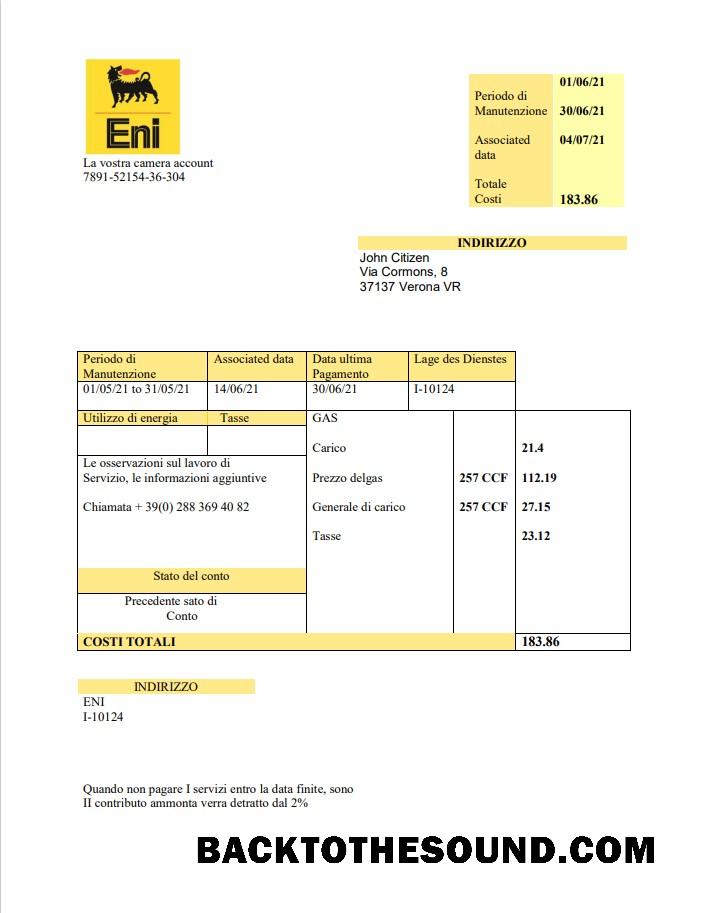 Eni
La vostra camera account
7891-52154-36-304
01/06/21
Periodo di
Manutenzione 30/06/21
Associated 04/07/21
data
Totale
Costi 183.86
INDIRIZZO
John Citizen
Via Cormons, 8
37137 Verona VR
Periodo di Associated data Data ultima Lage des Dienstes
Manutenzione Pagamento
01/05/21 to 31/05/21 14/06/21 30/06/21 I-10124
Utilizzo di energia Tasse GAS
Carico 21.4
Le osservazioni sul lavoro di
Servizio, le informazioni aggiuntive Prezzo delgas 257 CCF 112.19
Chiamata + 39(0) 288 369 40 82 Generale di carico 257 CCF 27.15
Tasse 23.12
Stato del conto
Precedente sato di
Conto
COSTI TOTALI 183.86
INDIRIZZO
ENI
I-10124
Quando non pagare I servizi entro la data finite, sono
II contributo ammonta verra detratto dal 2%
BACKTOTHESOUND.COM